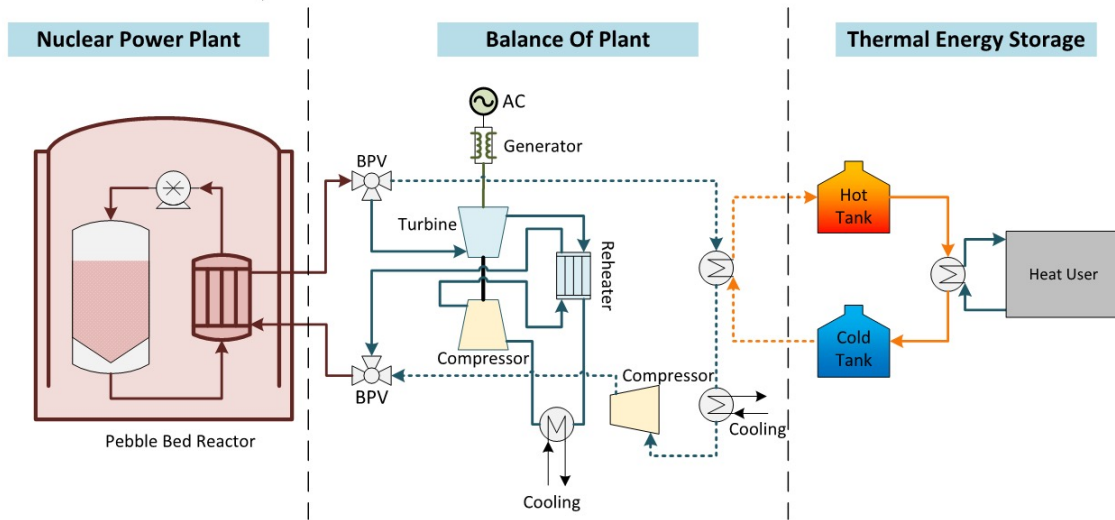 Nuclear Power Plant
Balance Of Plant
Thermal Energy Storage
AC
Generator
BPV
Turbine
Reheater
Hot
Tank
Heat User
Compressor
Cold
Tank
BPV
Compressor
Cooling
Pebble Bed Reactor
Cooling